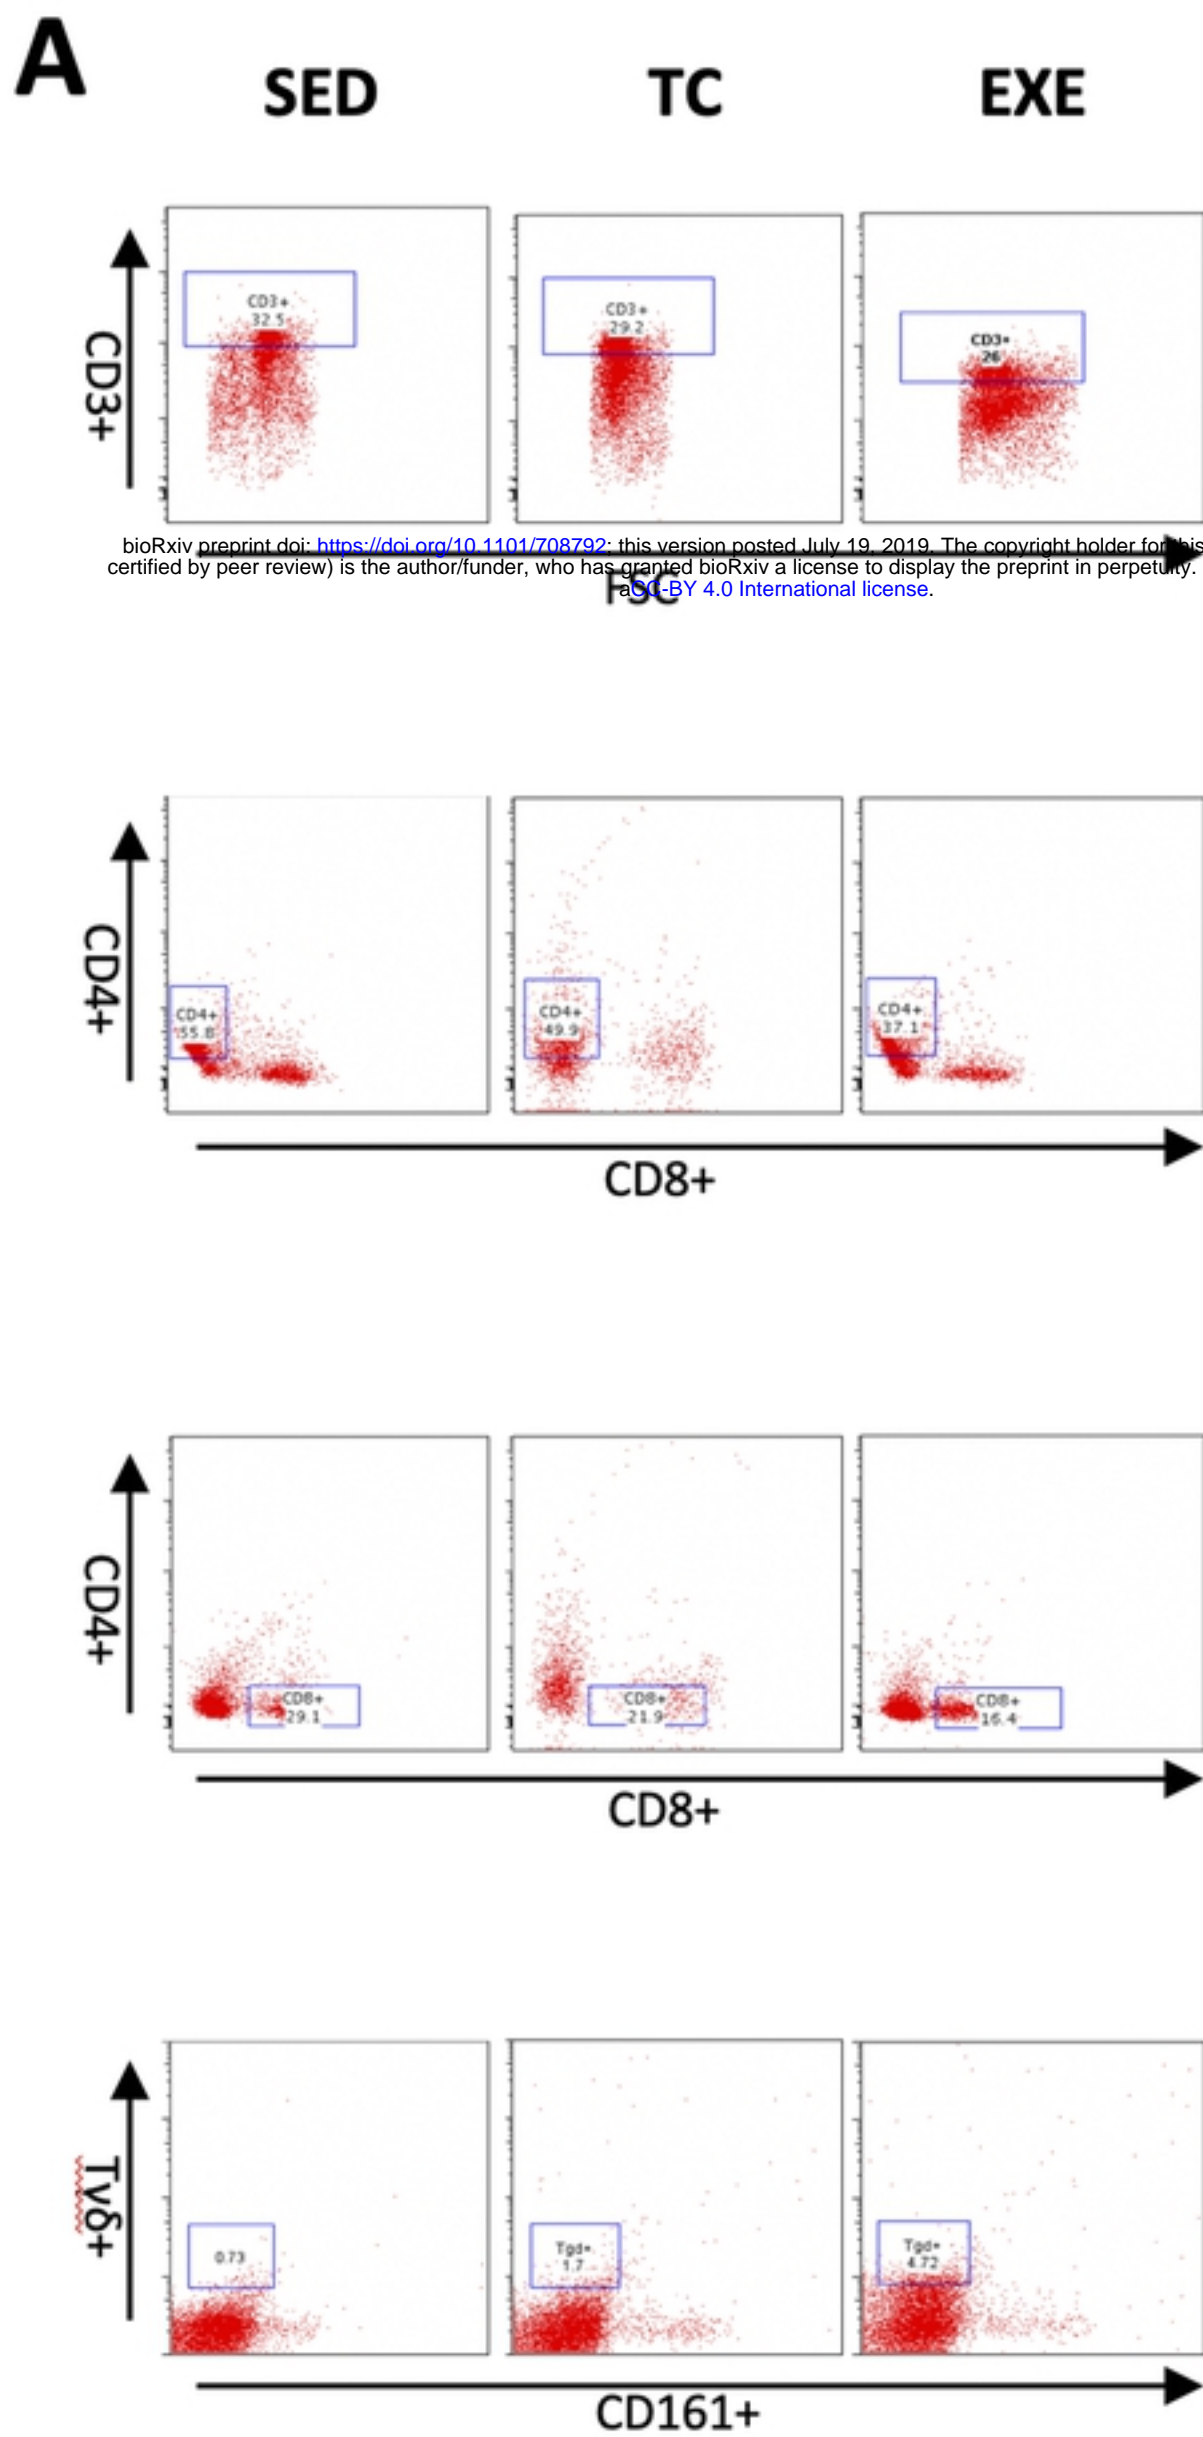 A
SED TC EXE
CD3+
CD3+
32.5
CD3+
29.2
CD3+
26
bioRxiv preprint doi: https://doi.org/10.1101/708792; this version posted July 19, 2019. The copyright holder for this
certified by peer review) is the author/funder, who has granted bioRxiv a license to display the preprint in perpetuity.
aCC-BY 4.0 International license.
FSC
CD4+
CD4+
55.8
CD4+
49.9
CD4+
37.1
CD8+
CD4+
CD8+
29.1
CD8+
21.9
CD8+
16.4
CD8+
Tγδ+
0.73
Tgd+
1.7
Tgd+
4.72
CD161+